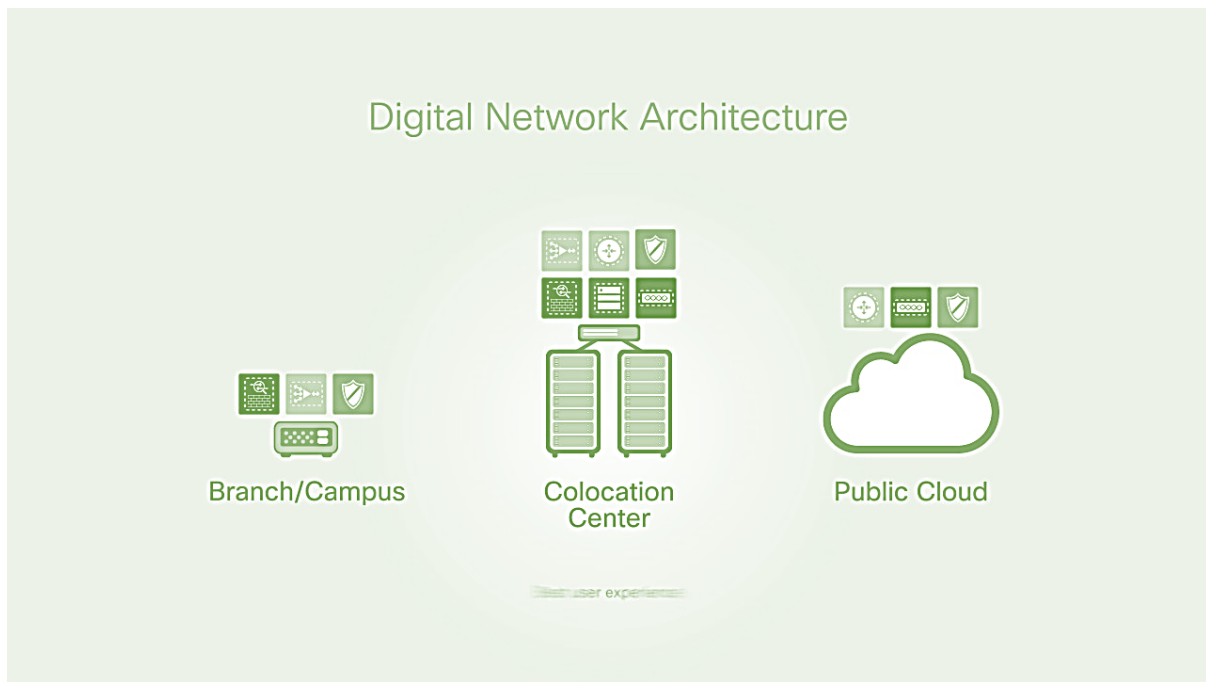 Digital Network Architecture
Branch/Campus
Colocation
Center
Public Cloud
user experience